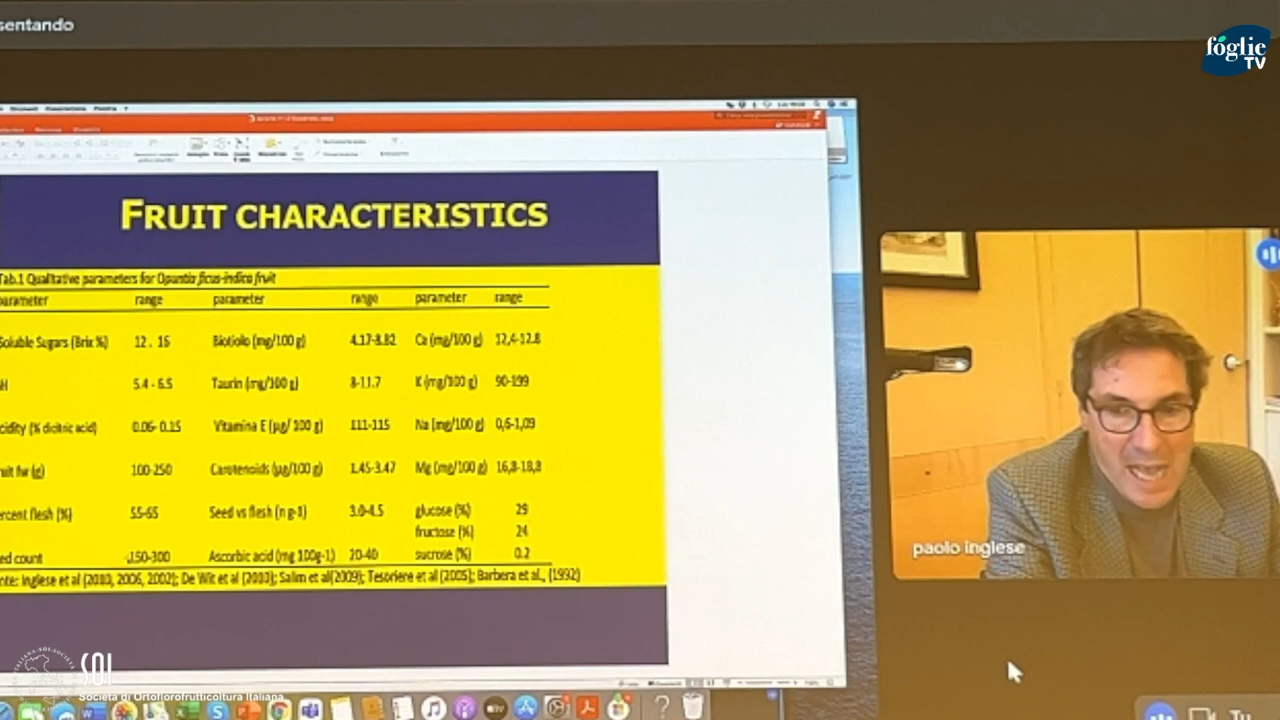 sentando
fóglie
TV
FRUIT CHARACTERISTICS
Tab.1 Qualitative parameters for Opuntia ficus-indica fruit
parameter range parameter range parameter range
Soluble Sugars (Brix %) 12 . 15 Biotiolo (mg/100 g) 4.17-8.82 Ca (mg/100 g) 12,4-12.8
5.4 - 6.5 Taurin (mg/100 g) 8-11.7 K (mg/100 g) 90-199
cidity (% dicitric acid) 0.06- 0.15 Vitamina E (µg/ 100 g) 111-115 Na (mg/100 g) 0,6-1,09
uit fw (g) 100-250 Carotenoids (µg/100 g) 1.45-3.47 Mg (mg/100 g) 16,8-18,8
ercent flesh (%) 55-65 Seed vs flesh (n g-1) 3.0-4.5 glucose (%) 29
fructose (%) 24
ed count 150-300 Ascorbic acid (mg 100g-1) 20-40 sucrose (%) 0.2
nte: Inglese et al (2010, 2006, 2002); De Wit et al (2010); Salim et al(2009); Tesoriere et al (2005); Barbera et al., (1992)
paolo inglese
SOI
Società di Ortoflorofrutticoltura Italiana